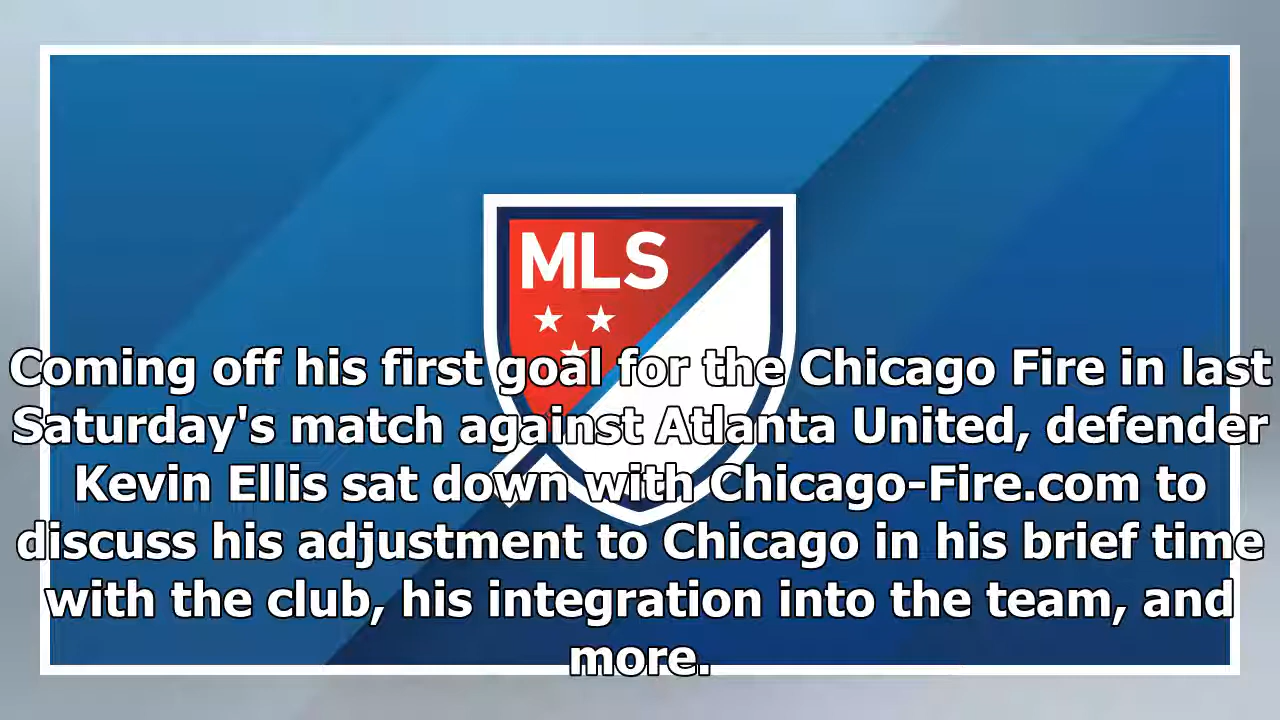 MLS
Coming off his first goal for the Chicago Fire in last
Saturday's match against Atlanta United, defender
Kevin Ellis sat down with Chicago-Fire.com to
discuss his adjustment to Chicago in his brief time
with the club, his integration into the team, and
more.